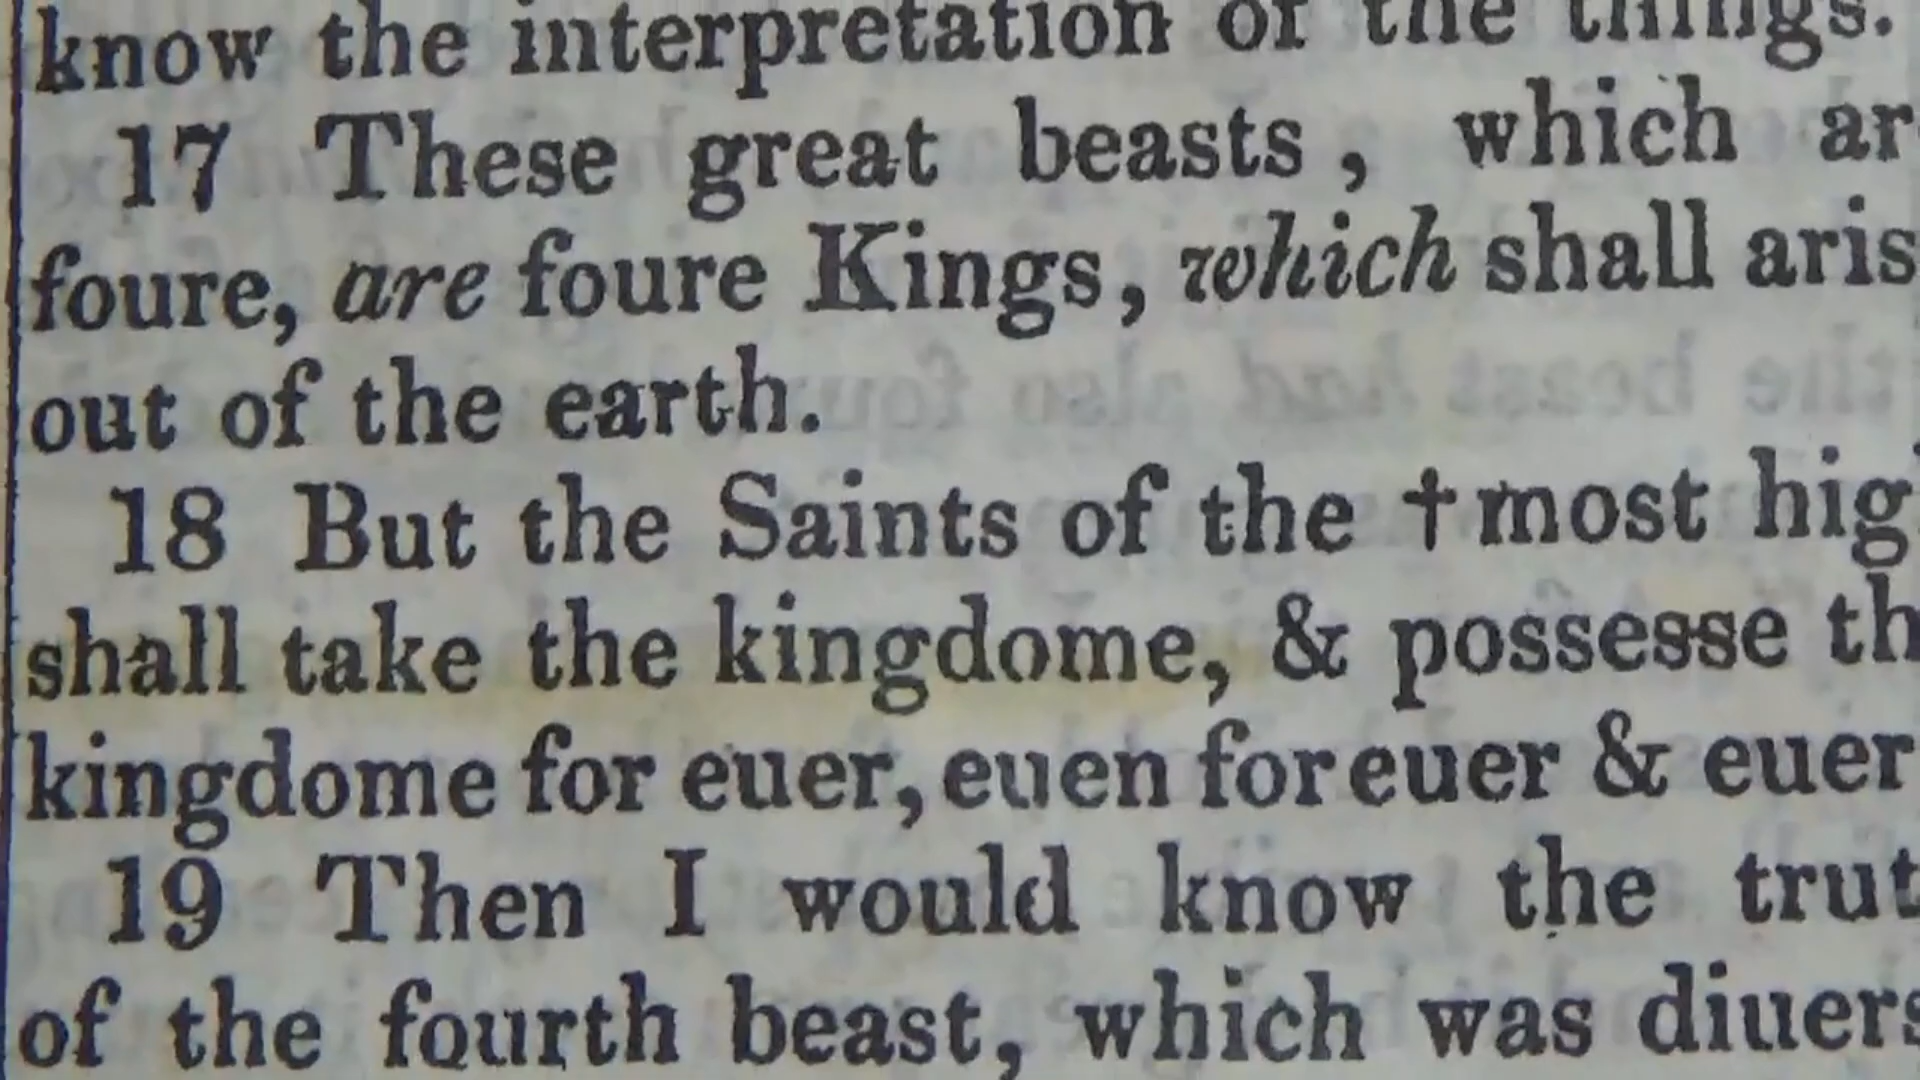 know the interpretation of the things.
17 These great beasts, which ar
foure, are foure Kings, which shall aris
out of the earth.
18 But the Saints of the †most hig
shall take the kingdome, & possesse th
kingdome for euer, euen for euer & euer
19 Then I would know the trut
of the fourth beast, which was diuers